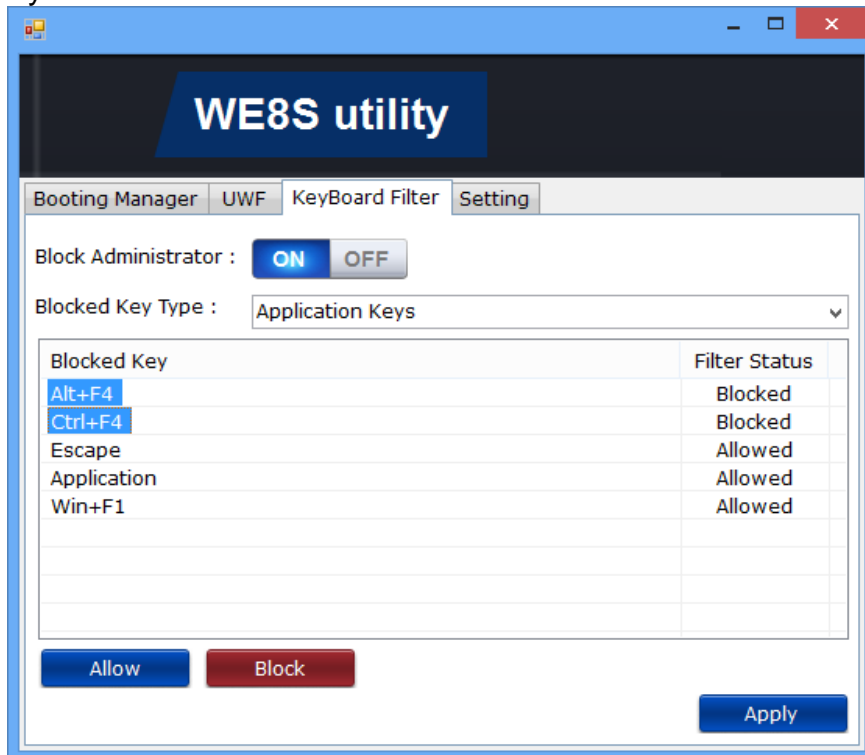 WE8S utility
Booting Manager UWF KeyBoard Filter Setting
Block Administrator : ON OFF
Blocked Key Type : Application Keys
Blocked Key Filter Status
Alt+F4 Blocked
Ctrl+F4 Blocked
Escape Allowed
Application Allowed
Win+F1 Allowed
Allow Block
Apply